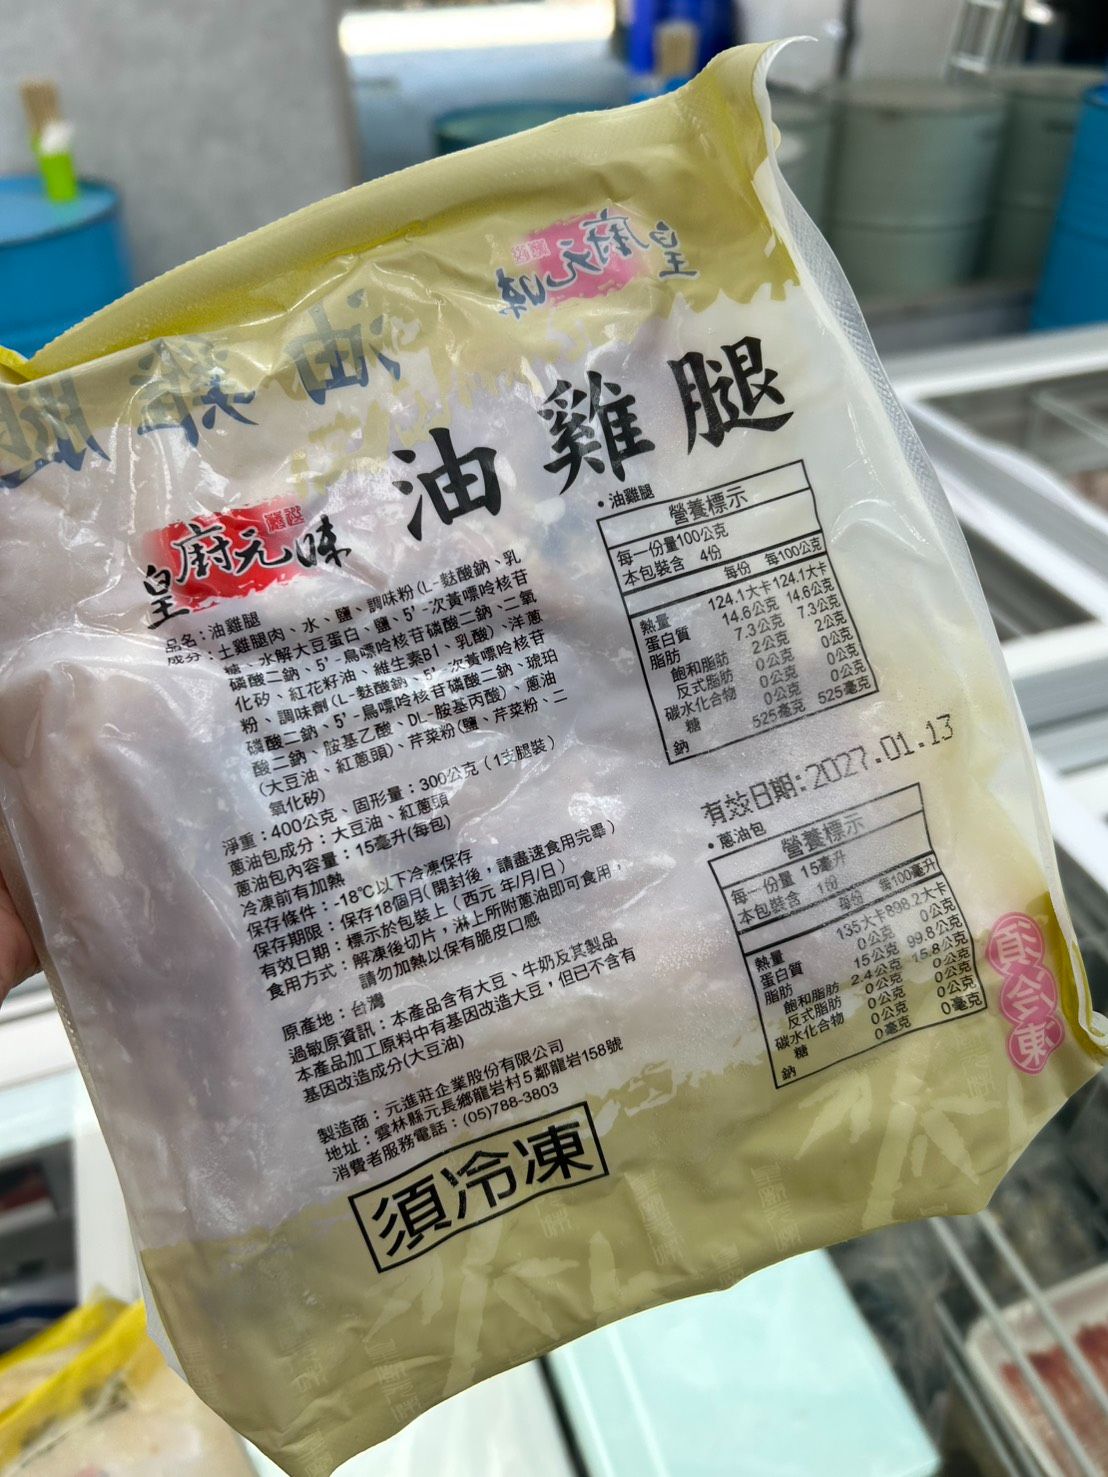 皇廚元味
油雞腿
皇廚元味
油雞腿
品名：油雞腿
成分：土雞腿肉、水、鹽、調味粉(L-麩酸鈉、乳
糖、水解大豆蛋白、鹽、5'-次黃嘌呤核苷
磷酸二鈉、5'-鳥嘌呤核苷磷酸二鈉、二氧
化矽、紅花籽油、維生素B1、乳酸)、洋蔥
粉、調味劑(L-麩酸鈉、5'-次黃嘌呤核苷
磷酸二鈉、5'-鳥嘌呤核苷磷酸二鈉、琥珀
酸二鈉、胺基乙酸、DL-胺基丙酸)、蔥油
(大豆油、紅蔥頭)、芹菜粉(鹽、芹菜粉、二
氧化矽)
淨重：400公克、固形量：300公克（1支腿裝）
蔥油包成分：大豆油、紅蔥頭
蔥油包內容量：15毫升(每包)
冷凍前有加熱
保存條件：-18℃以下冷凍保存
保存期限：保存18個月(開封後，請盡速食用完畢)
有效日期：標示於包裝上（西元 年/月/日）
食用方式：解凍後切片，淋上所附蔥油即可食用，
請勿加熱以保有脆皮口感
原產地：台灣
過敏原資訊：本產品含有大豆、牛奶及其製品
本產品加工原料中有基因改造大豆，但已不含有
基因改造成分(大豆油)
製造商：元進莊企業股份有限公司
地址：雲林縣元長鄉龍岩村5鄰龍岩158號
消費者服務電話：(05)788-3803
須冷凍
・油雞腿
營養標示
每一份量100公克
本包裝含 4份
每份 每100公克
熱量 124.1大卡 124.1大卡
蛋白質 14.6公克 14.6公克
脂肪 7.3公克 7.3公克
飽和脂肪 2公克 2公克
反式脂肪 0公克 0公克
碳水化合物 0公克 0公克
糖 0公克 0公克
鈉 525毫克 525毫克
有效日期：2027.01.13
・蔥油包
營養標示
每一份量 15毫升
本包裝含 1份
每份 每100毫升
熱量 135大卡 898.2大卡
蛋白質 0公克 0公克
脂肪 15公克 99.8公克
飽和脂肪 2.4公克 15.8公克
反式脂肪 0公克 0公克
碳水化合物 0公克 0公克
糖 0公克 0公克
鈉 0毫克 0毫克
須冷凍